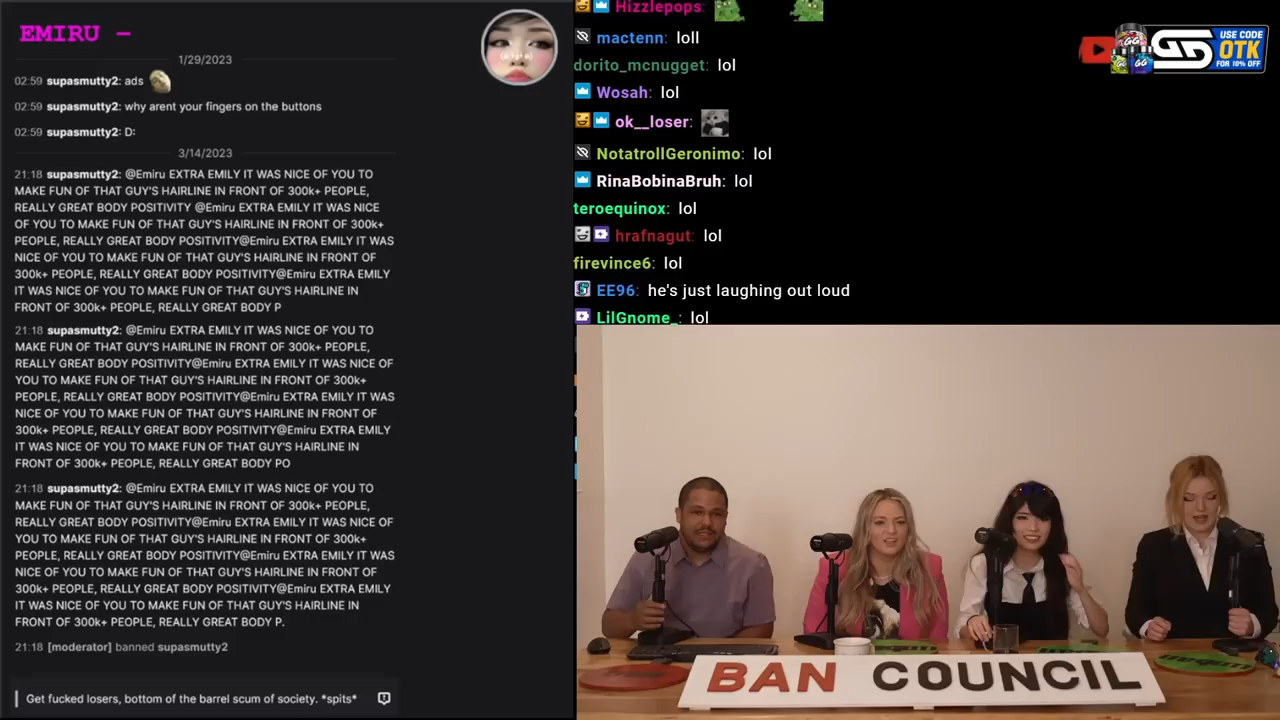 EMIRU –
1/29/2023
02:59 supasmutty2: ads
02:59 supasmutty2: why arent your fingers on the buttons
02:59 supasmutty2: D:
3/14/2023
21:18 supasmutty2: @Emiru EXTRA EMILY IT WAS NICE OF YOU TO
MAKE FUN OF THAT GUY'S HAIRLINE IN FRONT OF 300k+ PEOPLE,
REALLY GREAT BODY POSITIVITY @Emiru EXTRA EMILY IT WAS NICE
OF YOU TO MAKE FUN OF THAT GUY'S HAIRLINE IN FRONT OF 300k+
PEOPLE, REALLY GREAT BODY POSITIVITY@Emiru EXTRA EMILY IT WAS
NICE OF YOU TO MAKE FUN OF THAT GUY'S HAIRLINE IN FRONT OF
300k+ PEOPLE, REALLY GREAT BODY POSITIVITY@Emiru EXTRA EMILY
IT WAS NICE OF YOU TO MAKE FUN OF THAT GUY'S HAIRLINE IN
FRONT OF 300k+ PEOPLE, REALLY GREAT BODY P
21:18 supasmutty2: @Emiru EXTRA EMILY IT WAS NICE OF YOU TO
MAKE FUN OF THAT GUY'S HAIRLINE IN FRONT OF 300k+ PEOPLE,
REALLY GREAT BODY POSITIVITY@Emiru EXTRA EMILY IT WAS NICE OF
YOU TO MAKE FUN OF THAT GUY'S HAIRLINE IN FRONT OF 300k+
PEOPLE, REALLY GREAT BODY POSITIVITY@Emiru EXTRA EMILY IT WAS
NICE OF YOU TO MAKE FUN OF THAT GUY'S HAIRLINE IN FRONT OF
300k+ PEOPLE, REALLY GREAT BODY POSITIVITY@Emiru EXTRA EMILY
IT WAS NICE OF YOU TO MAKE FUN OF THAT GUY'S HAIRLINE IN
FRONT OF 300k+ PEOPLE, REALLY GREAT BODY PO
21:18 supasmutty2: @Emiru EXTRA EMILY IT WAS NICE OF YOU TO
MAKE FUN OF THAT GUY'S HAIRLINE IN FRONT OF 300k+ PEOPLE,
REALLY GREAT BODY POSITIVITY@Emiru EXTRA EMILY IT WAS NICE OF
YOU TO MAKE FUN OF THAT GUY'S HAIRLINE IN FRONT OF 300k+
PEOPLE, REALLY GREAT BODY POSITIVITY@Emiru EXTRA EMILY IT WAS
NICE OF YOU TO MAKE FUN OF THAT GUY'S HAIRLINE IN FRONT OF
300k+ PEOPLE, REALLY GREAT BODY POSITIVITY@Emiru EXTRA EMILY
IT WAS NICE OF YOU TO MAKE FUN OF THAT GUY'S HAIRLINE IN
FRONT OF 300k+ PEOPLE, REALLY GREAT BODY P.
21:18 [moderator] banned supasmutty2
Get fucked losers, bottom of the barrel scum of society. *spits*
Hizzlepops:
mactenn: loll
dorito_mcnugget: lol
Wosah: lol
ok__loser:
NotatrollGeronimo: lol
RinaBobinaBruh: lol
teroequinox: lol
hrafnagut: lol
firevince6: lol
EE96: he's just laughing out loud
LilGnome_: lol
GG
USE CODE
OTK
FOR 10% OFF
BAN COUNCIL